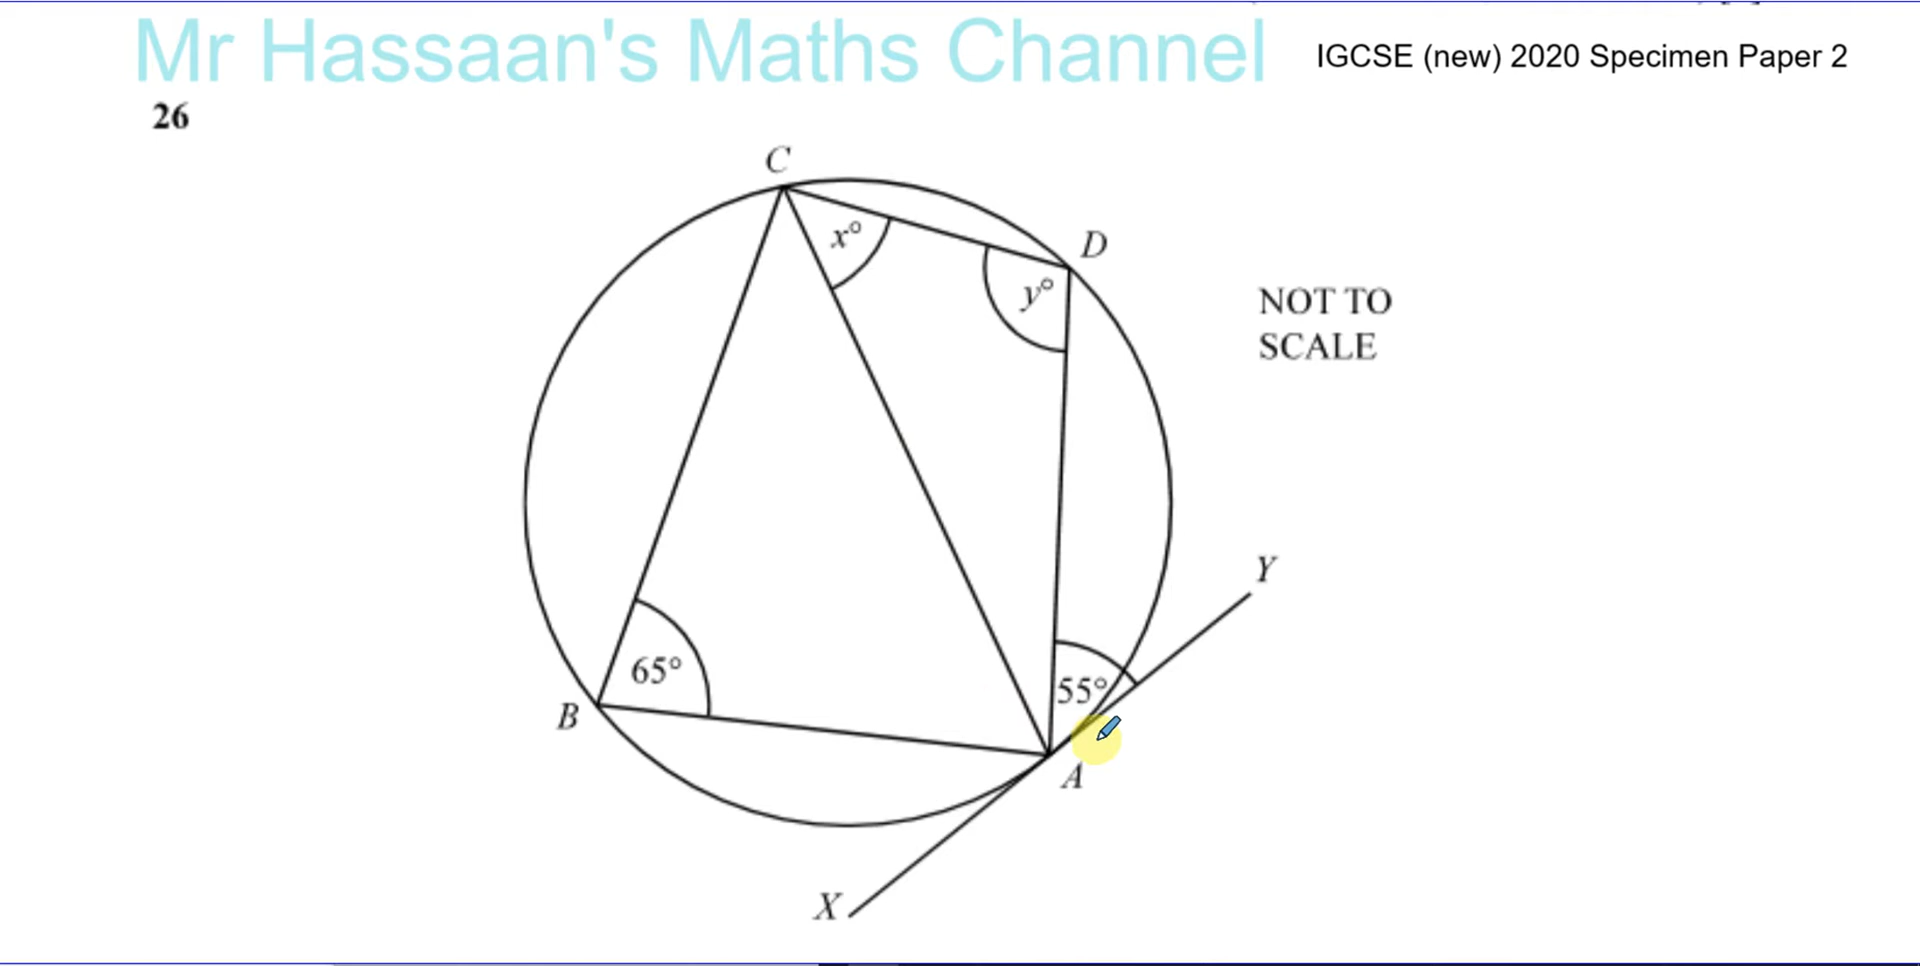 Mr Hassaan's Maths Channel
IGCSE (new) 2020 Specimen Paper 2
26
C
D
x°
y°
NOT TO
SCALE
Y
65°
55°
B
A
X